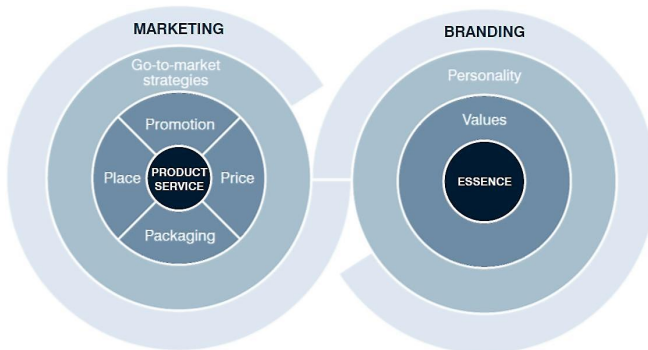 MARKETING
Go-to-market
strategies
Promotion
Place
PRODUCT
SERVICE
Price
Packaging
BRANDING
Personality
Values
ESSENCE